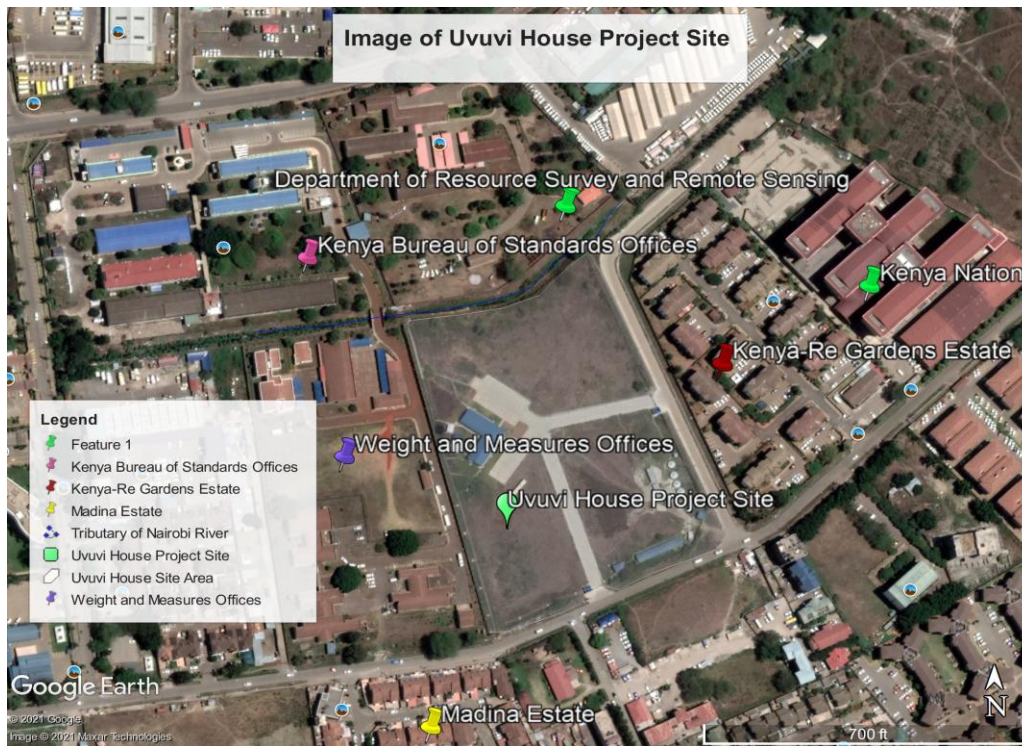 Image of Uvuvi House Project Site
Department of Resource Survey and Remote Sensing
Kenya Bureau of Standards Offices
Kenya Nation
Kenya-Re Gardens Estate
Legend
Feature 1
Kenya Bureau of Standards Offices
Kenya-Re Gardens Estate
Madina Estate
Tributary of Nairobi River
Uvuvi House Project Site
Uvuvi House Site Area
Weight and Measures Offices
Weight and Measures Offices
Uvuvi House Project Site
Google Earth
© 2021 Google
Image © 2021 Maxar Technologies
Madina Estate
N
700 ft